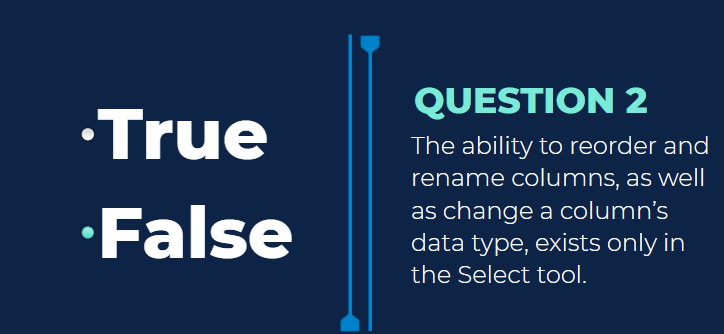 •True
•False
QUESTION 2
The ability to reorder and
rename columns, as well
as change a column’s
data type, exists only in
the Select tool.